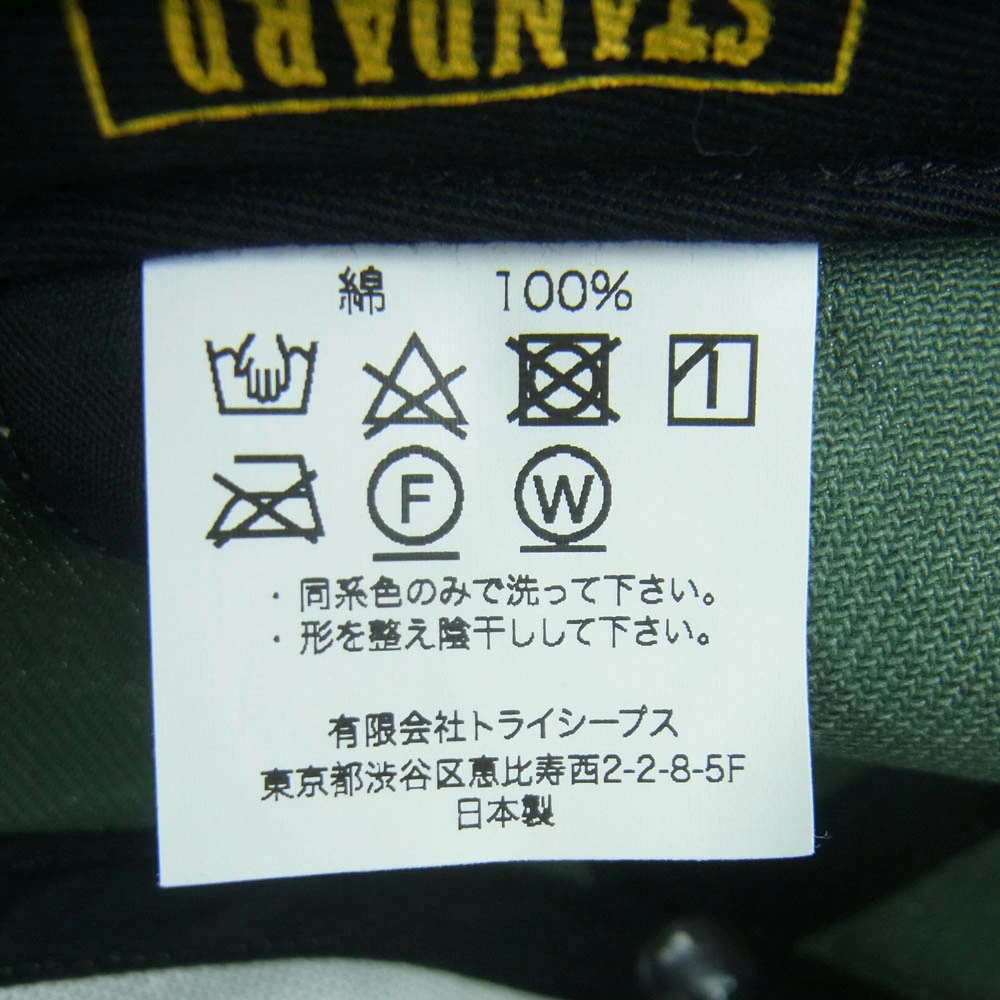 STANDARD
綿 100%
F W
・同系色のみで洗って下さい。
・形を整え陰干しして下さい。
有限会社トライシープス
東京都渋谷区恵比寿西2-2-8-5F
日本製